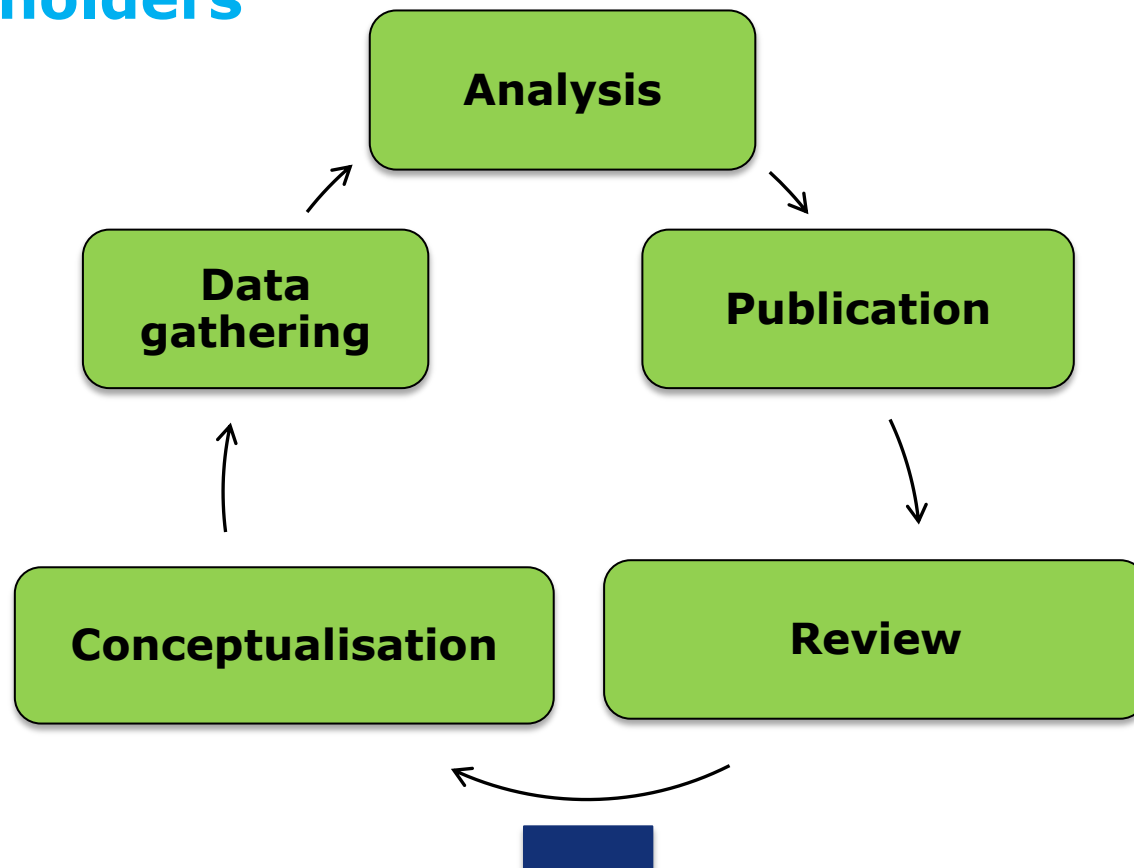 holders
Analysis
Data
gathering
Publication
Conceptualisation
Review